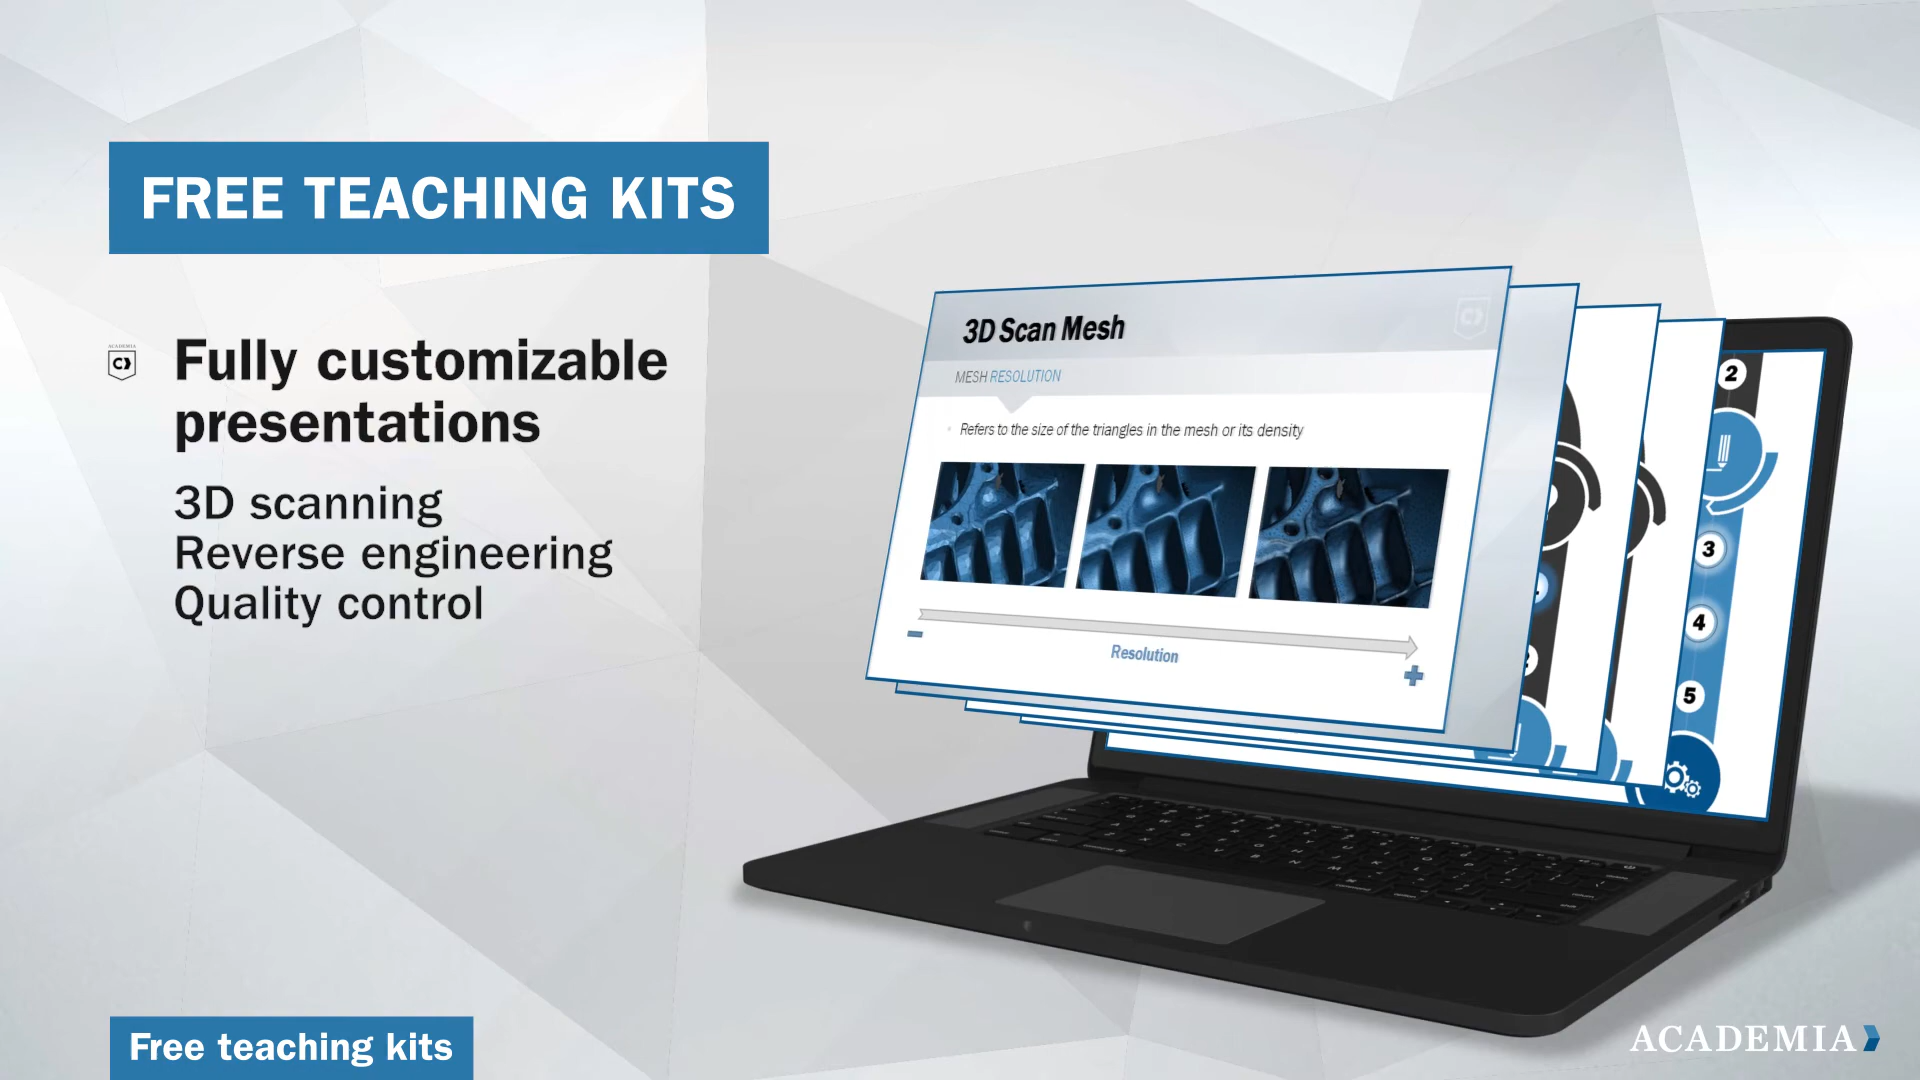 FREE TEACHING KITS
ACADEMIA
Fully customizable
presentations
3D scanning
Reverse engineering
Quality control
3D Scan Mesh
MESH RESOLUTION
Refers to the size of the triangles in the mesh or its density
Resolution
2
3
4
5
Free teaching kits
ACADEMIA